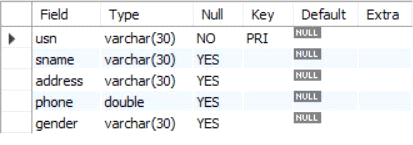 Field Type Null Key Default Extra
usn varchar(30) NO PRI NULL
sname varchar(30) YES NULL
address varchar(30) YES NULL
phone double YES NULL
gender varchar(30) YES NULL